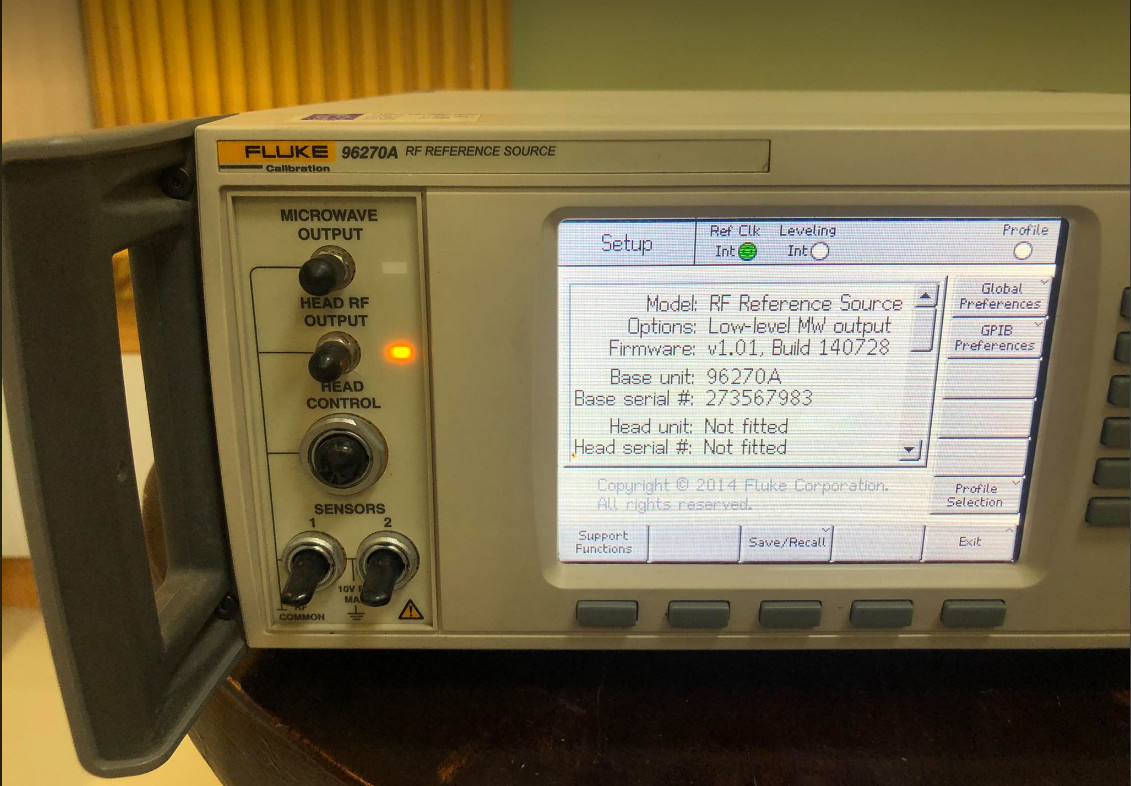 FLUKE 96270A RF REFERENCE SOURCE
Calibration
MICROWAVE
OUTPUT
HEAD RF
OUTPUT
HEAD
CONTROL
SENSORS
1 2
10V
RF
COMMON
Setup
Ref Clk Leveling Profile
Int Int
Model: RF Reference Source
Options: Low-level MW output
Firmware: v1.01, Build 140728
Base unit: 96270A
Base serial #: 273567983
Head unit: Not fitted
Head serial #: Not fitted
Copyright © 2014 Fluke Corporation.
All rights reserved.
Global
Preferences
GPIB
Preferences
Profile
Selection
Support
Functions
Save/Recall
Exit